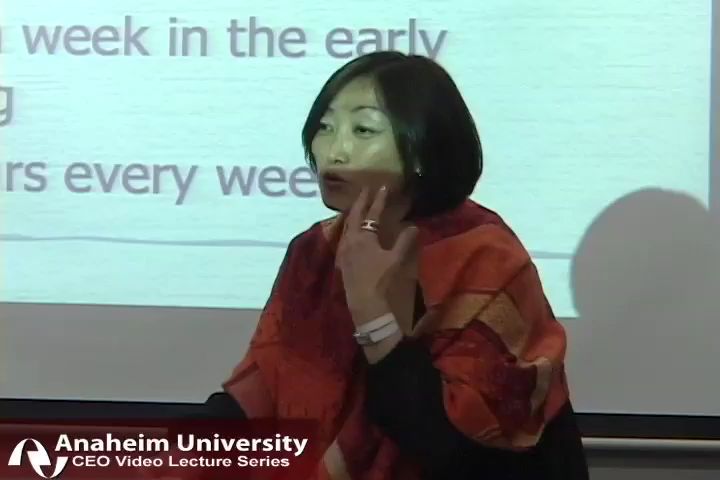 week in the early
g
rs every wee
Anaheim University
CEO Video Lecture Series